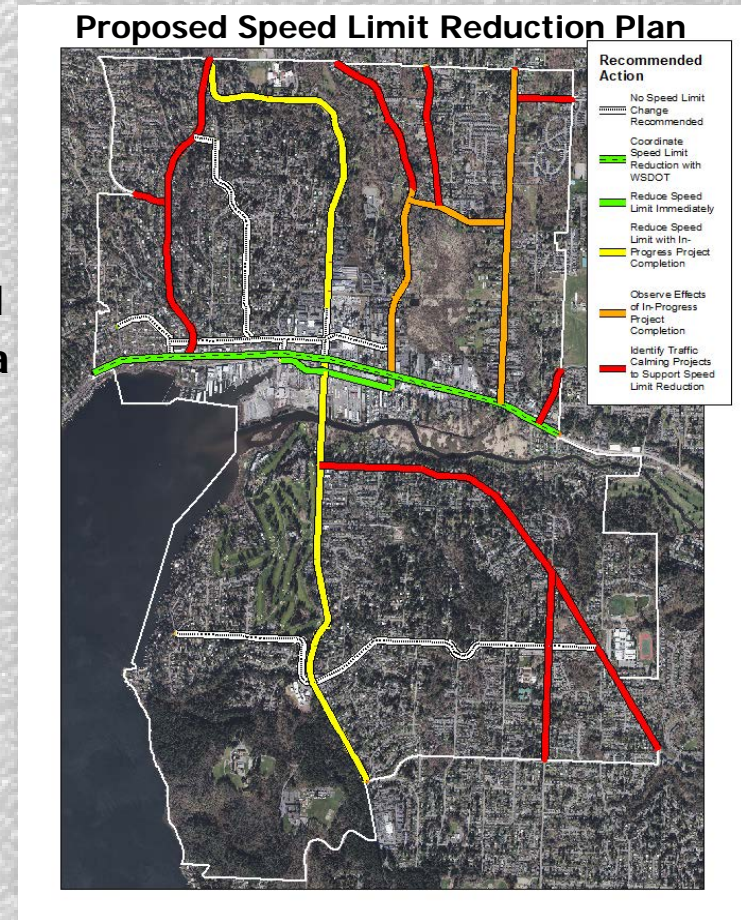 Proposed Speed Limit Reduction Plan
Recommended
Action
No Speed Limit
Change
Recommended
Coordinate
Speed Limit
Reduction with
WSDOT
Reduce Speed
Limit Immediately
Reduce Speed
Limit with In-
Progress Project
Completion
Observe Effects
of In-Progress
Project
Completion
Identify Traffic
Calming Projects
to Support Speed
Limit Reduction
a